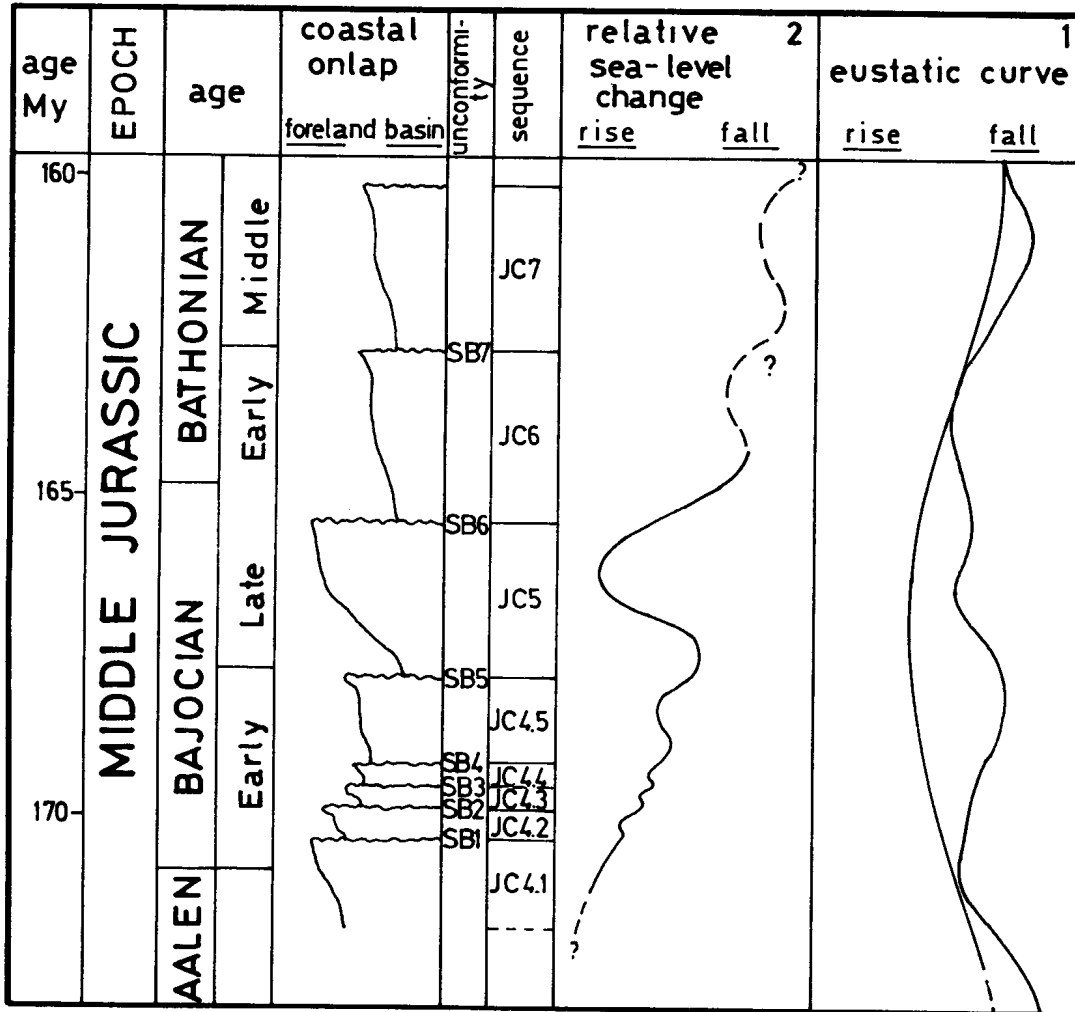 age
My
EPOCH
age
coastal
onlap
foreland basin
unconformi-
ty
sequence
relative 2
sea-level
change
rise fall
1
eustatic curve
rise fall
160
165
170
MIDDLE JURASSIC
BATHONIAN
BAJOCIAN
AALEN
Middle
Early
Late
Early
SB7
SB6
SB5
SB4
SB3
SB2
SB1
JC7
JC6
JC5
JC4.5
JC4.4
JC4.3
JC4.2
JC4.1
?
?
?